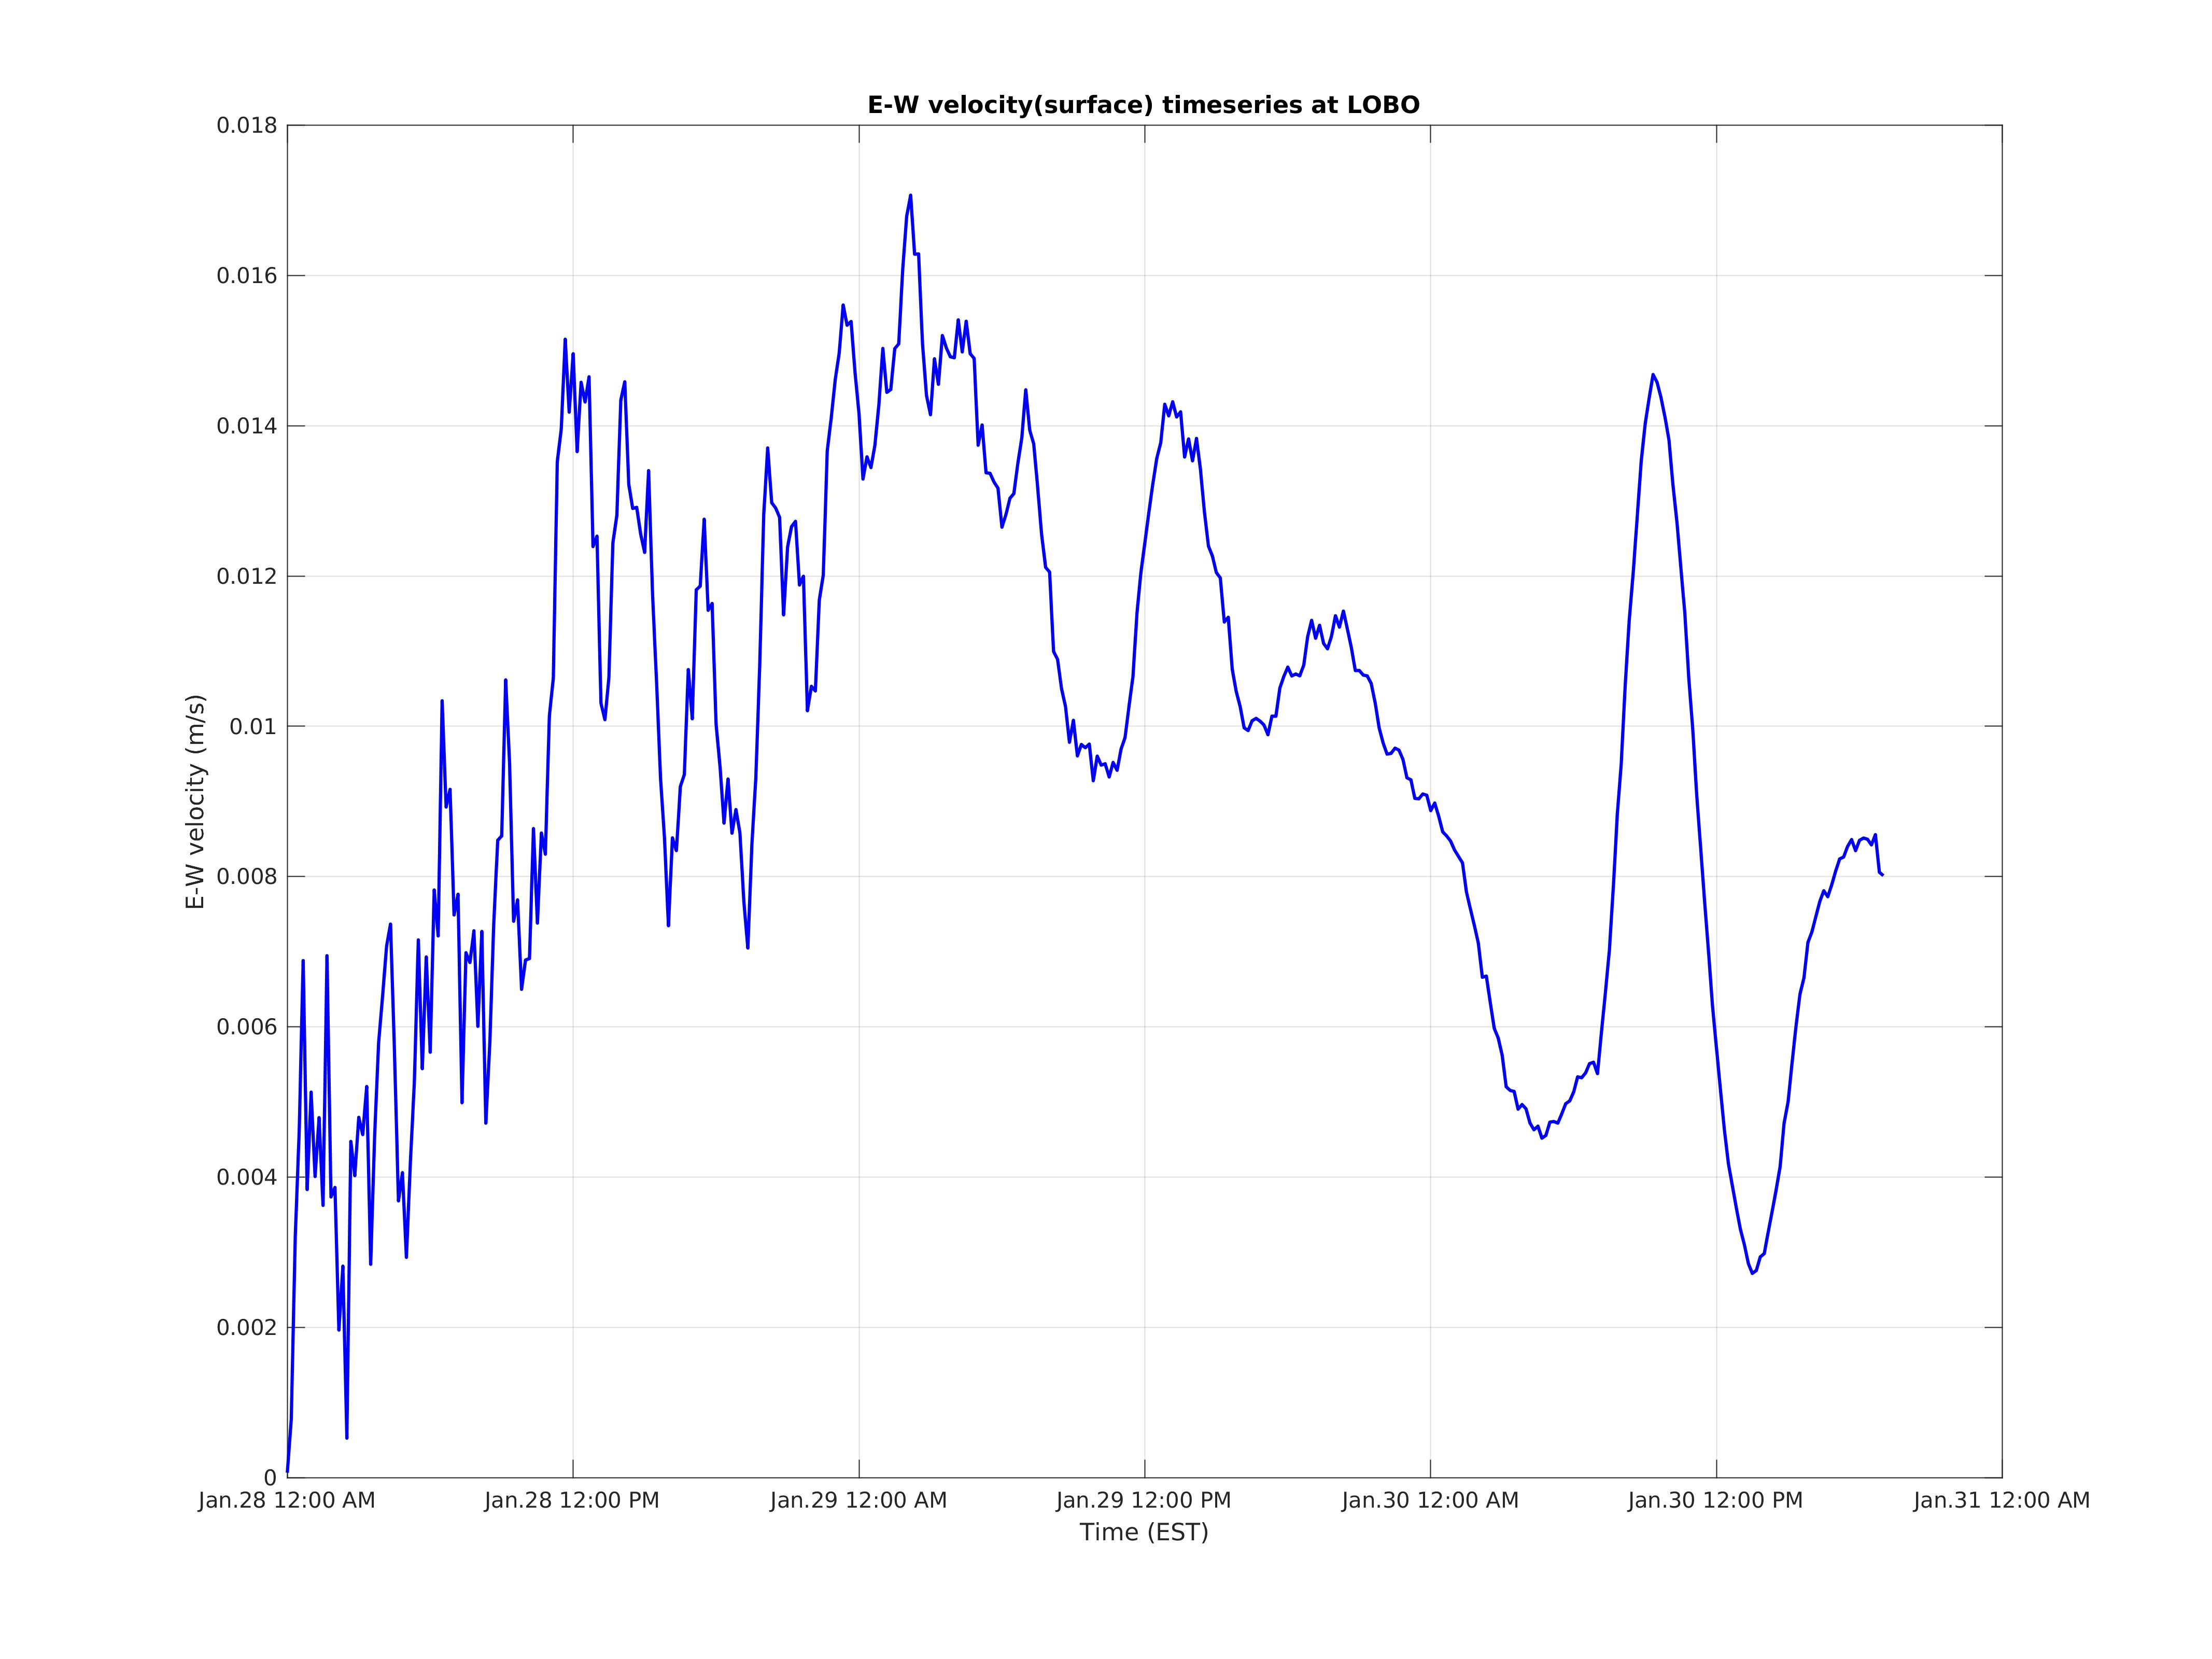 E-W velocity(surface) timeseries at LOBO
0.018
0.016
0.014
0.012
0.01
0.008
0.006
0.004
0.002
0
E-W velocity (m/s)
Jan.28 12:00 AM
Jan.28 12:00 PM
Jan.29 12:00 AM
Jan.29 12:00 PM
Jan.30 12:00 AM
Jan.30 12:00 PM
Jan.31 12:00 AM
Time (EST)